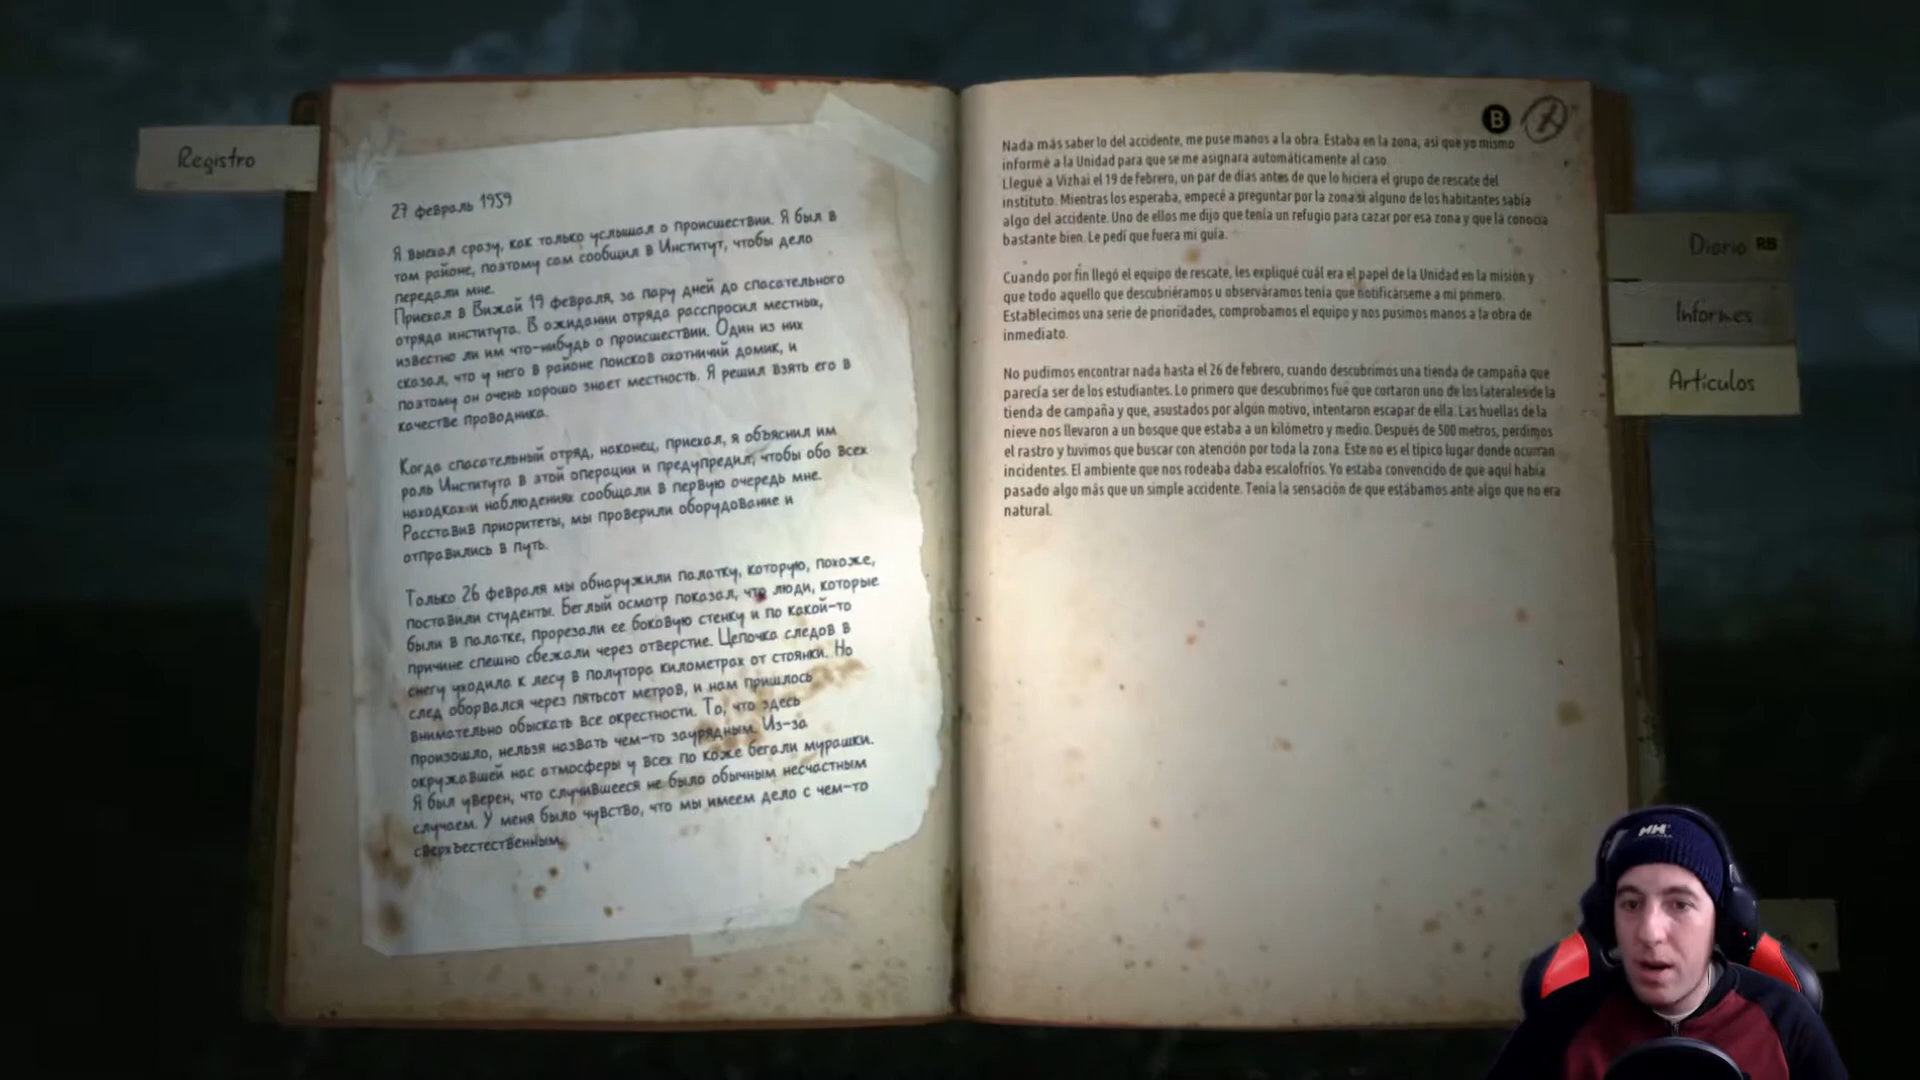 Registro
27 февраль 1959
Я выехал сразу, как только услышал о происшествии. Я был в
том районе, поэтому сам сообщил в Институт, чтобы дело
передали мне.
Приехал в Вижай 19 февраля, за пару дней до спасательного
отряда института. В ожидании отряда расспросил местных,
известно ли им что-нибудь о происшествии. Один из них
сказал, что у него в районе поисков охотничий домик, и
поэтому он очень хорошо знает местность. Я решил взять его в
качестве проводника.
Когда спасательный отряд, наконец, приехал, я объяснил им
роль Института в этой операции и предупредил, чтобы обо всех
находках и наблюдениях сообщали в первую очередь мне.
Расставив приоритеты, мы проверили оборудование и
отправились в путь.
Только 26 февраля мы обнаружили палатку, которую, похоже,
поставили студенты. Беглый осмотр показал, что люди, которые
были в палатке, прорезали ее боковую стенку и по какой-то
причине спешно сбежали через отверстие. Цепочка следов в
снегу уходила к лесу в полутора километрах от стоянки. Но
след оборвался через пятьсот метров, и нам пришлось
внимательно обыскать все окрестности. То, что здесь
произошло, нельзя назвать чем-то заурядным. Из-за
окружавшей нас атмосферы у всех по коже бегали мурашки.
Я был уверен, что случившееся не было обычным несчастным
случаем. У меня было чувство, что мы имеем дело с чем-то
сверхъестественным.
B
Nada más saber lo del accidente, me puse manos a la obra. Estaba en la zona, así que yo mismo
informé a la Unidad para que se me asignara automáticamente al caso.
Llegué a Vizhai el 19 de febrero, un par de días antes de que lo hiciera el grupo de rescate del
instituto. Mientras los esperaba, empecé a preguntar por la zona si alguno de los habitantes sabía
algo del accidente. Uno de ellos me dijo que tenía un refugio para cazar por esa zona y que la conocía
bastante bien. Le pedí que fuera mi guía.
Cuando por fin llegó el equipo de rescate, les expliqué cuál era el papel de la Unidad en la misión y
que todo aquello que descubriéramos u observáramos tenía que notificárseme a mí primero.
Establecimos una serie de prioridades, comprobamos el equipo y nos pusimos manos a la obra de
inmediato.
No pudimos encontrar nada hasta el 26 de febrero, cuando descubrimos una tienda de campaña que
parecía ser de los estudiantes. Lo primero que descubrimos fue que cortaron uno de los laterales de la
tienda de campaña y que, asustados por algún motivo, intentaron escapar de ella. Las huellas de la
nieve nos llevaron a un bosque que estaba a un kilómetro y medio. Después de 500 metros, perdimos
el rastro y tuvimos que buscar con atención por toda la zona. Este no es el típico lugar donde ocurran
incidentes. El ambiente que nos rodeaba daba escalofríos. Yo estaba convencido de que aquí había
pasado algo más que un simple accidente. Tenía la sensación de que estábamos ante algo que no era
natural.
Diario RB
Informes
Artículos
HH